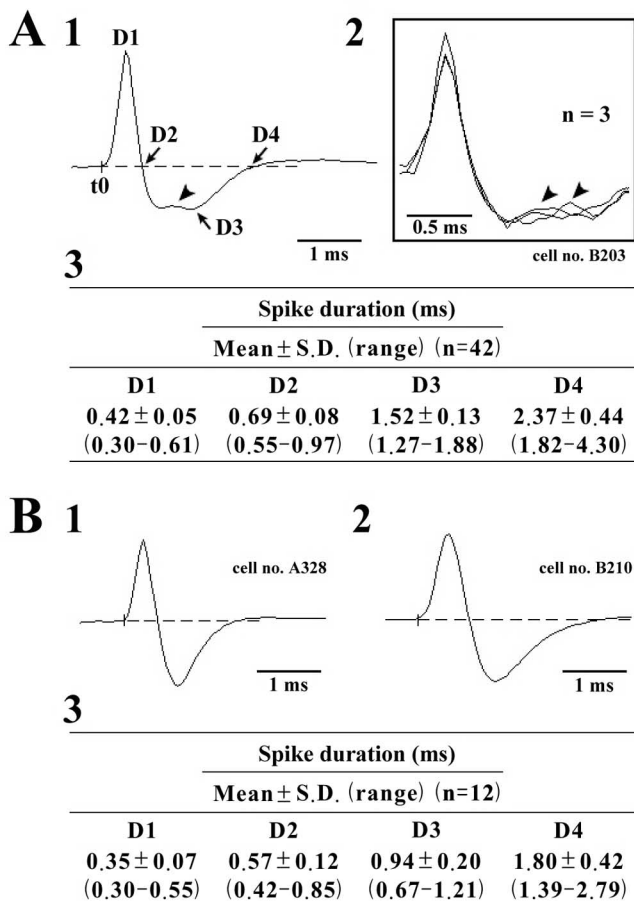 A 1
D1
D2
D4
t0
D3
1 ms
2
n = 3
0.5 ms
cell no. B203
3
Spike duration (ms)
Mean ± S.D. (range) (n=42)
D1 D2 D3 D4
0.42 ± 0.05 0.69 ± 0.08 1.52 ± 0.13 2.37 ± 0.44
(0.30-0.61) (0.55-0.97) (1.27-1.88) (1.82-4.30)
B 1
cell no. A328
1 ms
2
cell no. B210
1 ms
3
Spike duration (ms)
Mean ± S.D. (range) (n=12)
D1 D2 D3 D4
0.35 ± 0.07 0.57 ± 0.12 0.94 ± 0.20 1.80 ± 0.42
(0.30-0.55) (0.42-0.85) (0.67-1.21) (1.39-2.79)